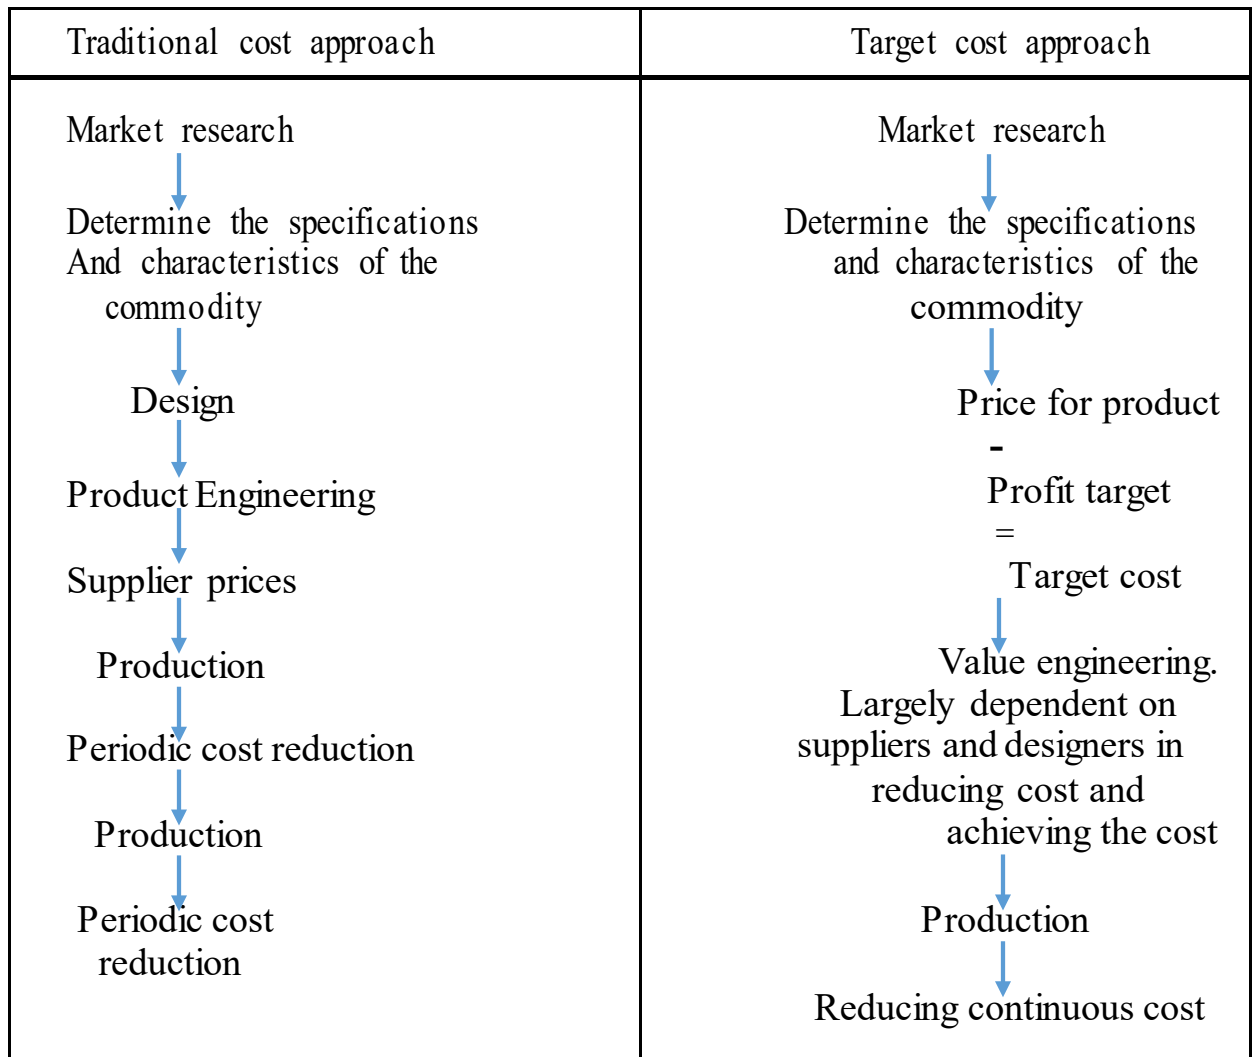 Traditional cost approach
Target cost approach
Market research
Determine the specifications
And characteristics of the
commodity
Design
Product Engineering
Supplier prices
Production
Periodic cost reduction
Production
Periodic cost
reduction
Market research
Determine the specifications
and characteristics of the
commodity
Price for product
-
Profit target
=
Target cost
Value engineering.
Largely dependent on
suppliers and designers in
reducing cost and
achieving the cost
Production
Reducing continuous cost